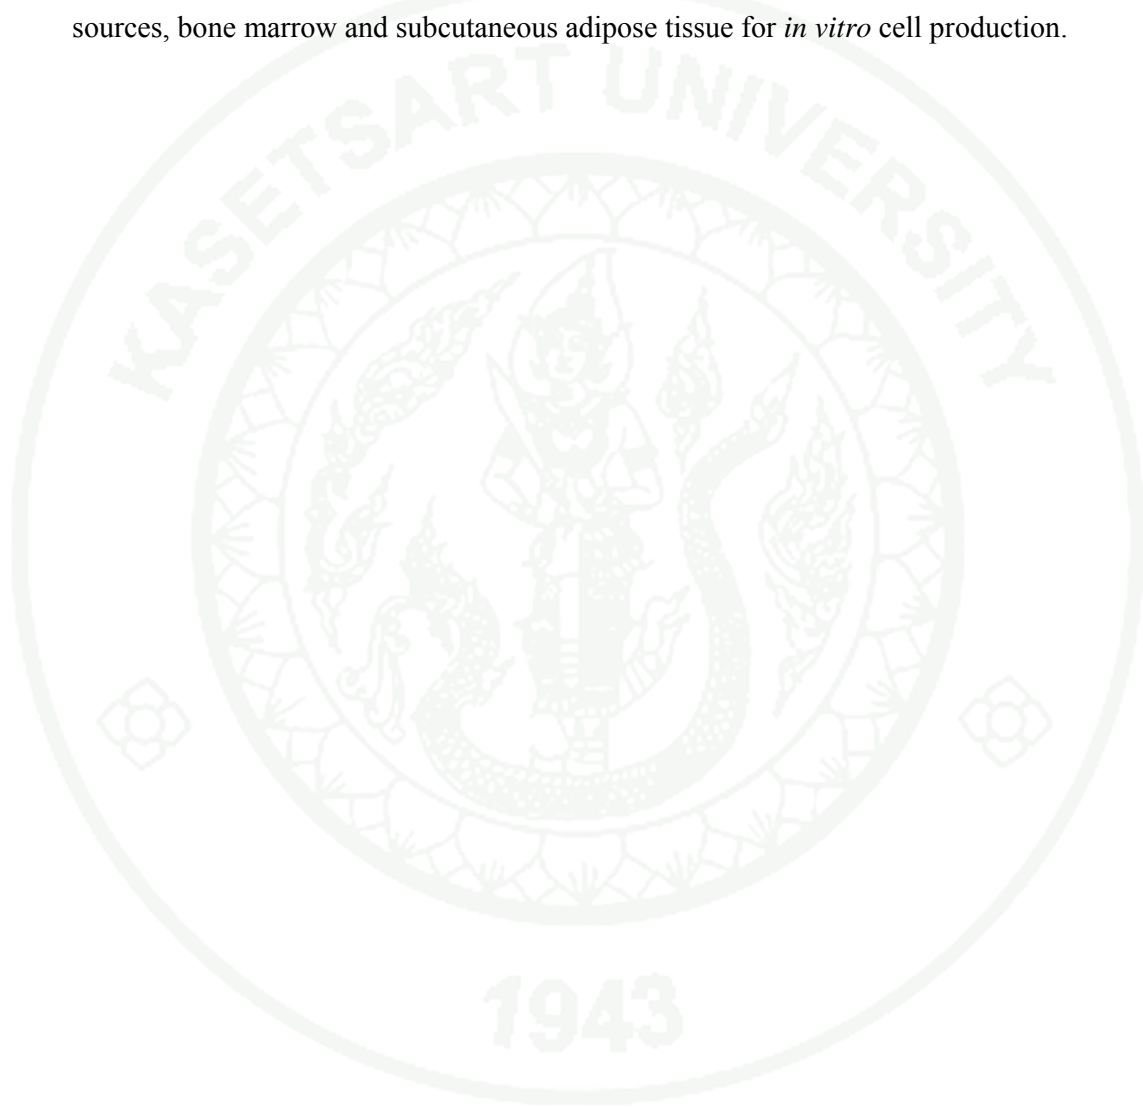 sources, bone marrow and subcutaneous adipose tissue for in vitro cell production.
KASETSART UNIVERSITY
1943